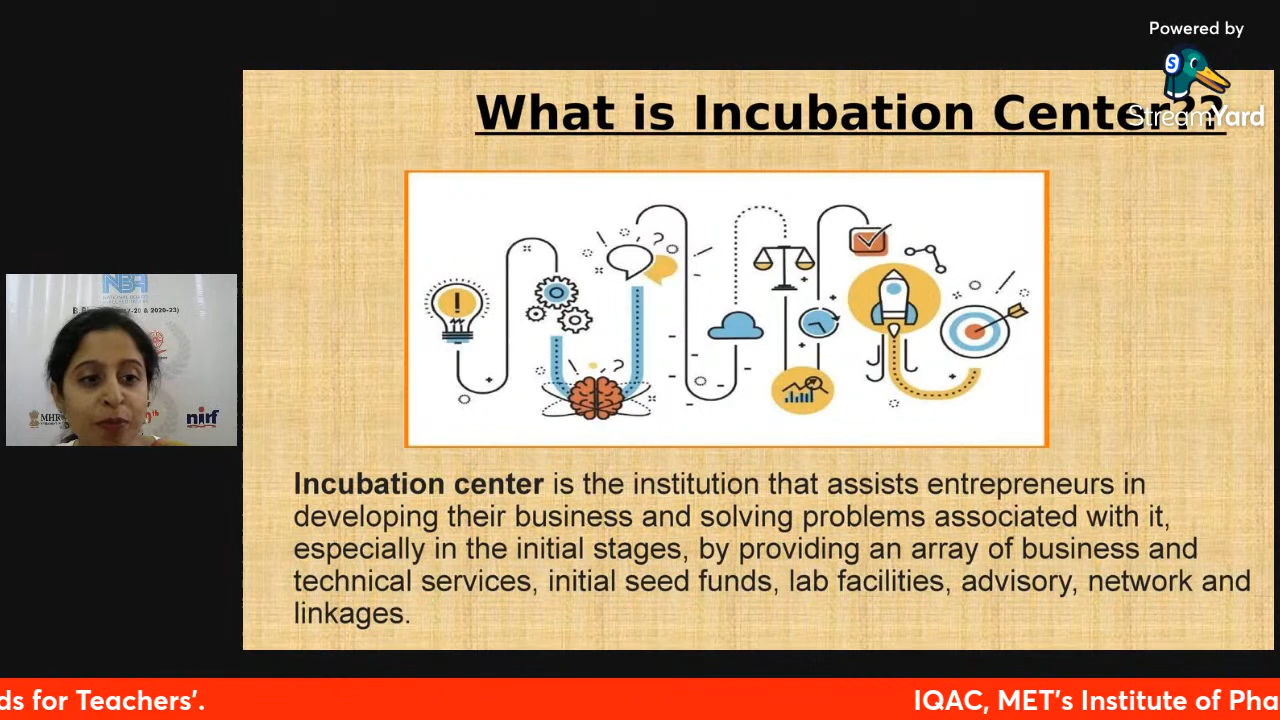 Powered by
StreamYard
What is Incubation Center??
Incubation center is the institution that assists entrepreneurs in
developing their business and solving problems associated with it,
especially in the initial stages, by providing an array of business and
technical services, initial seed funds, lab facilities, advisory, network and
linkages.
NBA
nirf
ds for Teachers'.
IQAC, MET's Institute of Pha